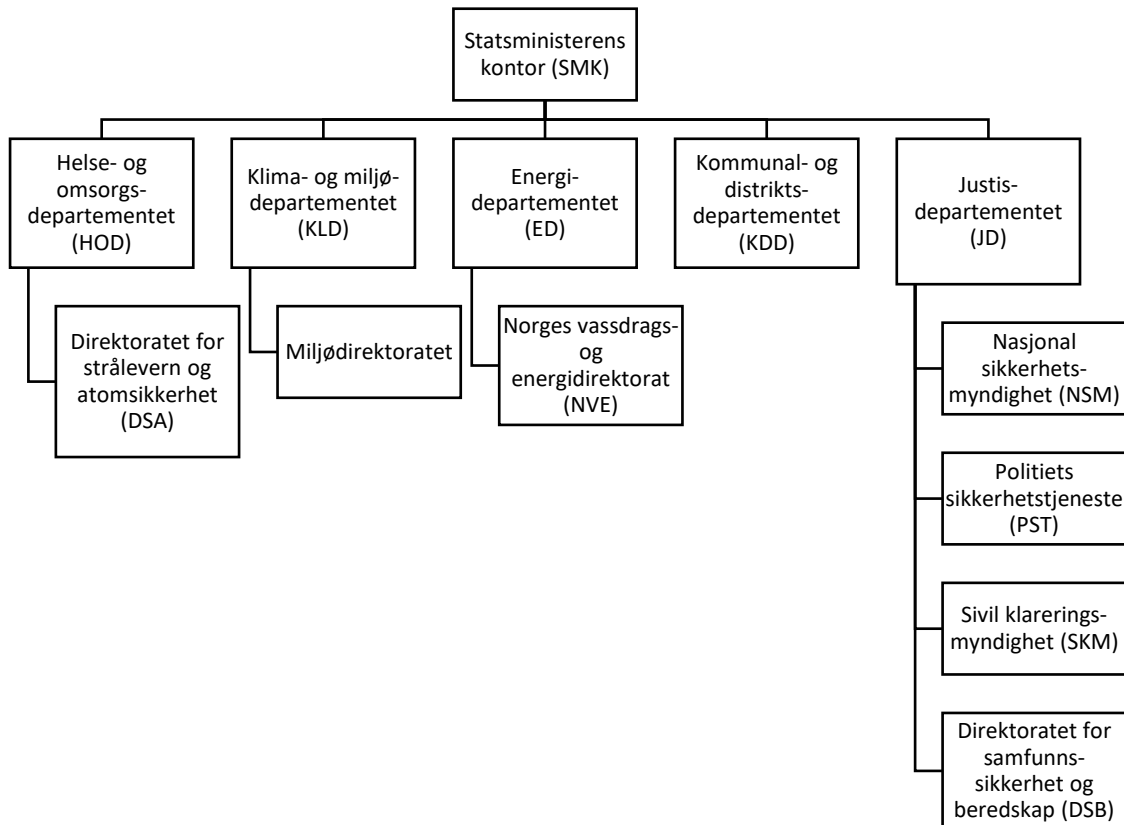 Statsministerens
kontor (SMK)
Helse- og
omsorgs-
departementet
(HOD)
Klima- og miljø-
departementet
(KLD)
Energi-
departementet
(ED)
Kommunal- og
distrikts-
departementet
(KDD)
Justis-
departementet
(JD)
Direktoratet for
strålevern og
atomsikkerhet
(DSA)
Miljødirektoratet
Norges vassdrags-
og
energidirektorat
(NVE)
Nasjonal
sikkerhets-
myndighet (NSM)
Politiets
sikkerhetstjeneste
(PST)
Sivil klarerings-
myndighet (SKM)
Direktoratet for
samfunns-
sikkerhet og
beredskap (DSB)